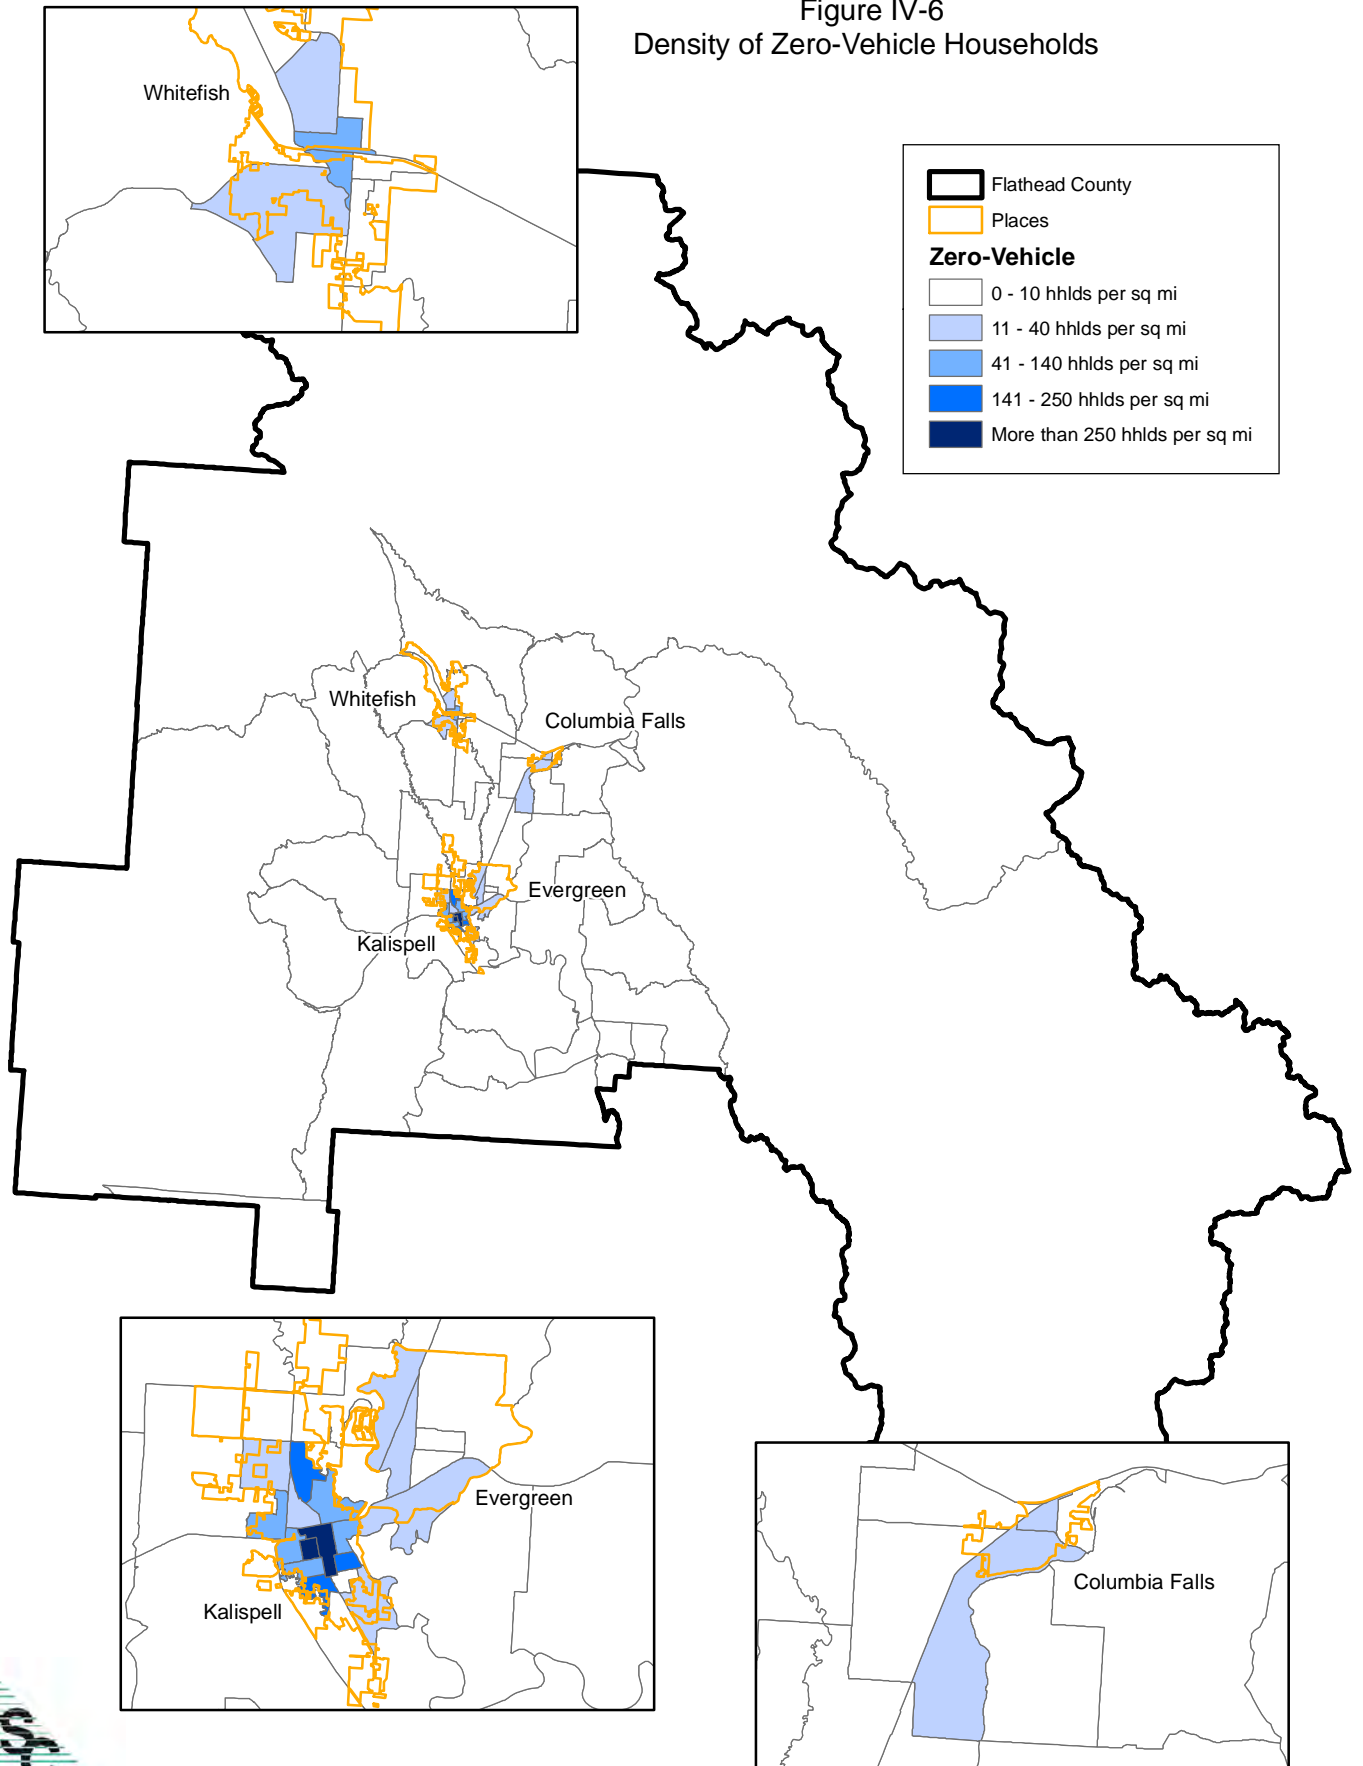 Figure IV-6
Density of Zero-Vehicle Households
Whitefish
Flathead County
Places
Zero-Vehicle
0 - 10 hhlds per sq mi
11 - 40 hhlds per sq mi
41 - 140 hhlds per sq mi
141 - 250 hhlds per sq mi
More than 250 hhlds per sq mi
Whitefish
Columbia Falls
Evergreen
Kalispell
Evergreen
Kalispell
Columbia Falls